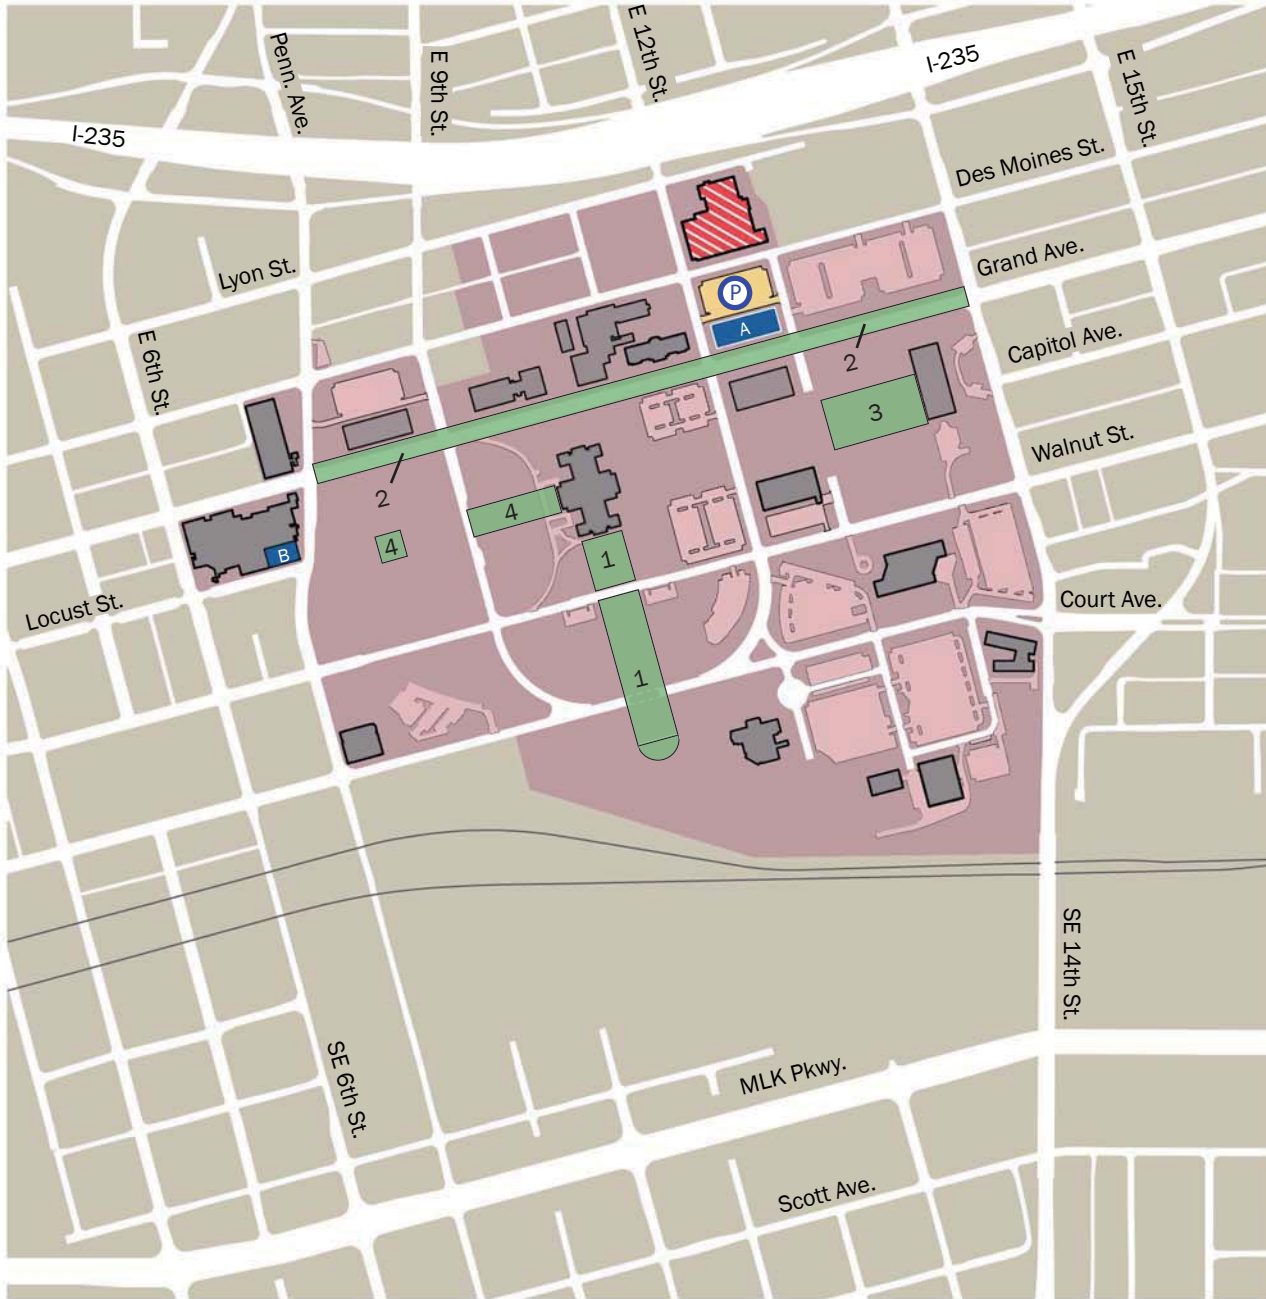 E 12th St.
Penn. Ave.
E 9th St.
I-235
E 15th St.
I-235
Des Moines St.
Lyon St.
Grand Ave.
P
A
E 6th St.
Capitol Ave.
2
3
Walnut St.
2
4
4
B
1
Locust St.
Court Ave.
1
SE 14th St.
SE 6th St.
MLK Pkwy.
Scott Ave.